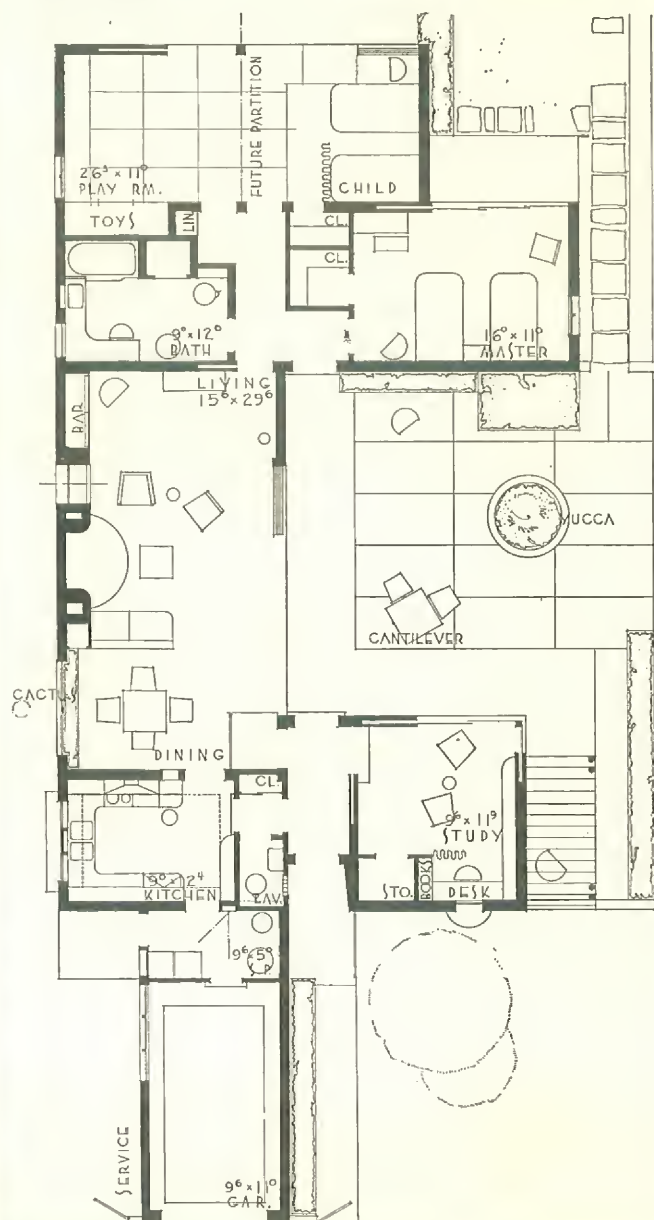 FUTURE PARTITION
26³ x 11⁰
PLAY RM.
CHILD
TOYS
LIN
CL.
CL.
9⁰ x 12⁰
BATH
16⁰ x 11⁰
MASTER
LIVING
15⁶ x 29⁶
BAR
YUCCA
CANTILEVER
CACTUS
DINING
CL.
9⁶ x 11⁹
STUDY
9⁰ x 12⁴
KITCHEN
LAV.
STO.
BOOKS
DESK
9⁶ x 5⁰
S.P.
SERVICE
9⁶ x 11⁰
GAR.